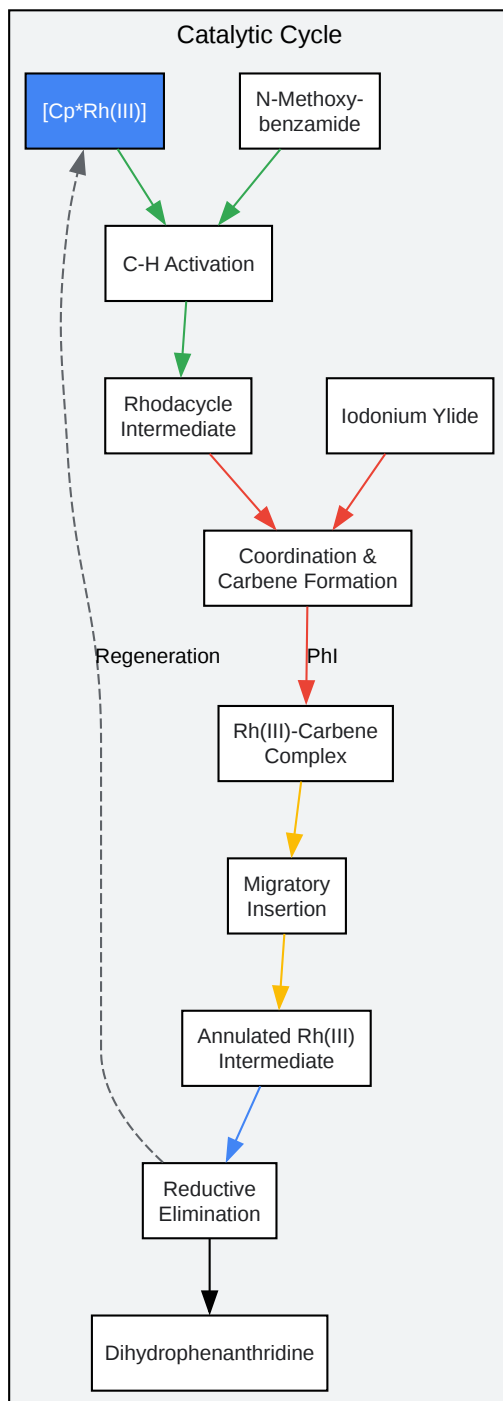 Catalytic Cycle
[Cp*Rh(III)]
N-Methoxy-
benzamide
C-H Activation
Rhodacycle
Intermediate
Iodonium Ylide
Coordination &
Carbene Formation
Regeneration
PhI
Rh(III)-Carbene
Complex
Migratory
Insertion
Annulated Rh(III)
Intermediate
Reductive
Elimination
Dihydrophenanthridine